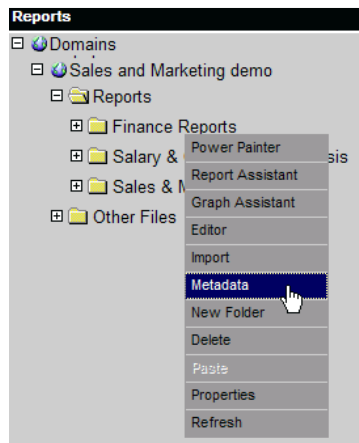 Reports
Domains
Sales and Marketing demo
Reports
Finance Reports
Salary & sis
Sales & M
Other Files
Power Painter
Report Assistant
Graph Assistant
Editor
Import
Metadata
New Folder
Delete
Paste
Properties
Refresh